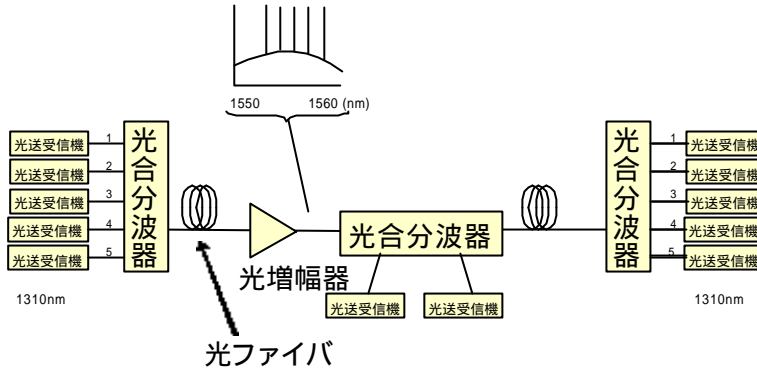 1550 1560 (nm)
光送受信機 1
光送受信機 2
光送受信機 3
光送受信機 4
光送受信機 5
1310nm
光合分波器
光増幅器
光ファイバ
光合分波器
光送受信機
光送受信機
光合分波器
1 光送受信機
2 光送受信機
3 光送受信機
4 光送受信機
5 光送受信機
1310nm